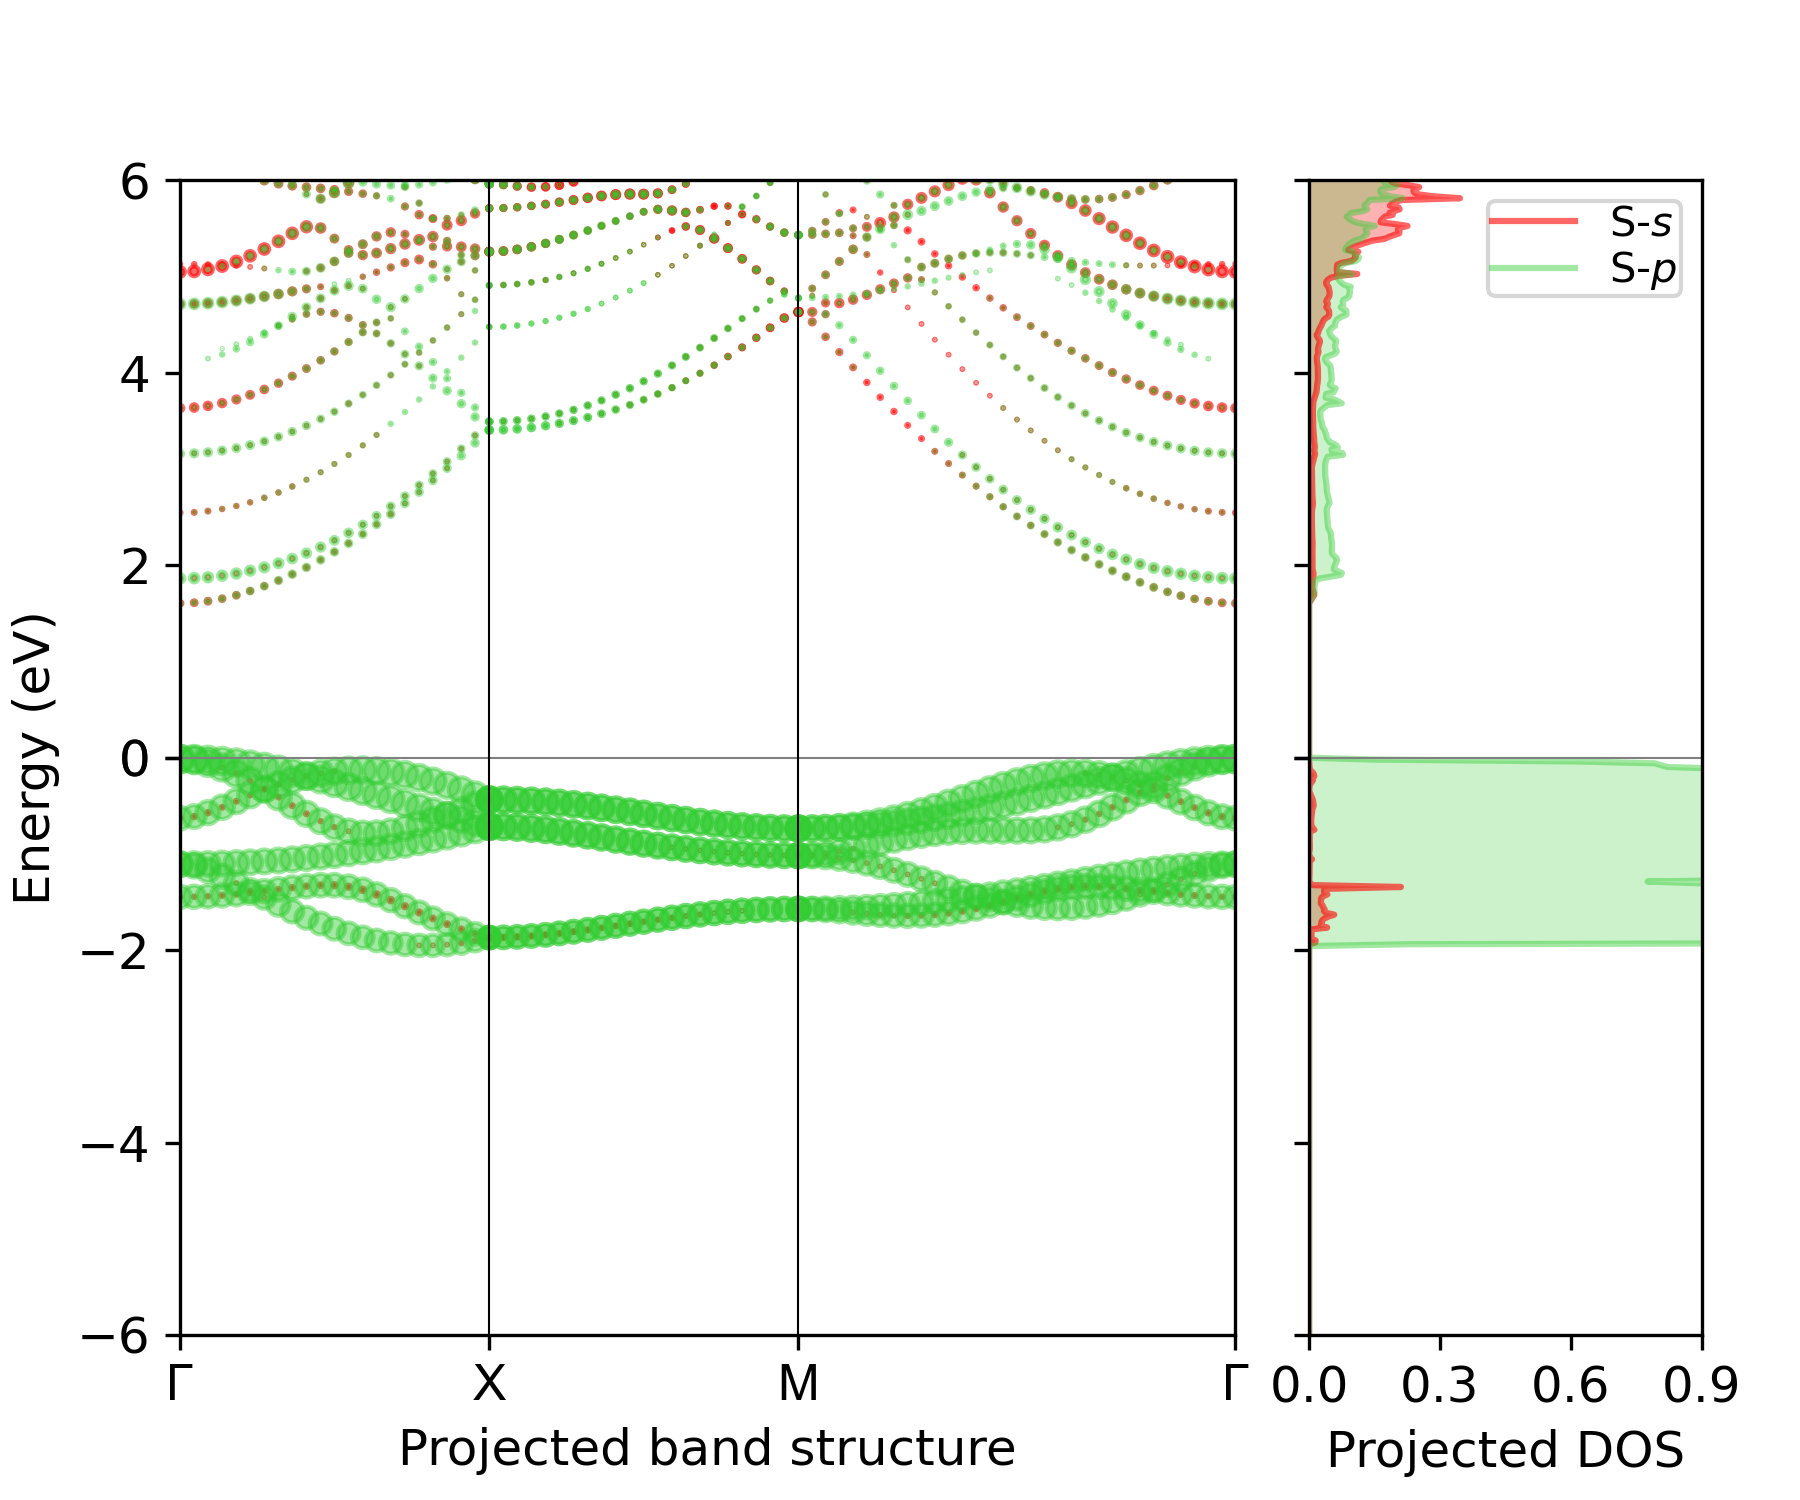 6
4
2
0
−2
−4
−6
Energy (eV)
Γ X M Γ
Projected band structure
S-s
S-p
0.0 0.3 0.6 0.9
Projected DOS